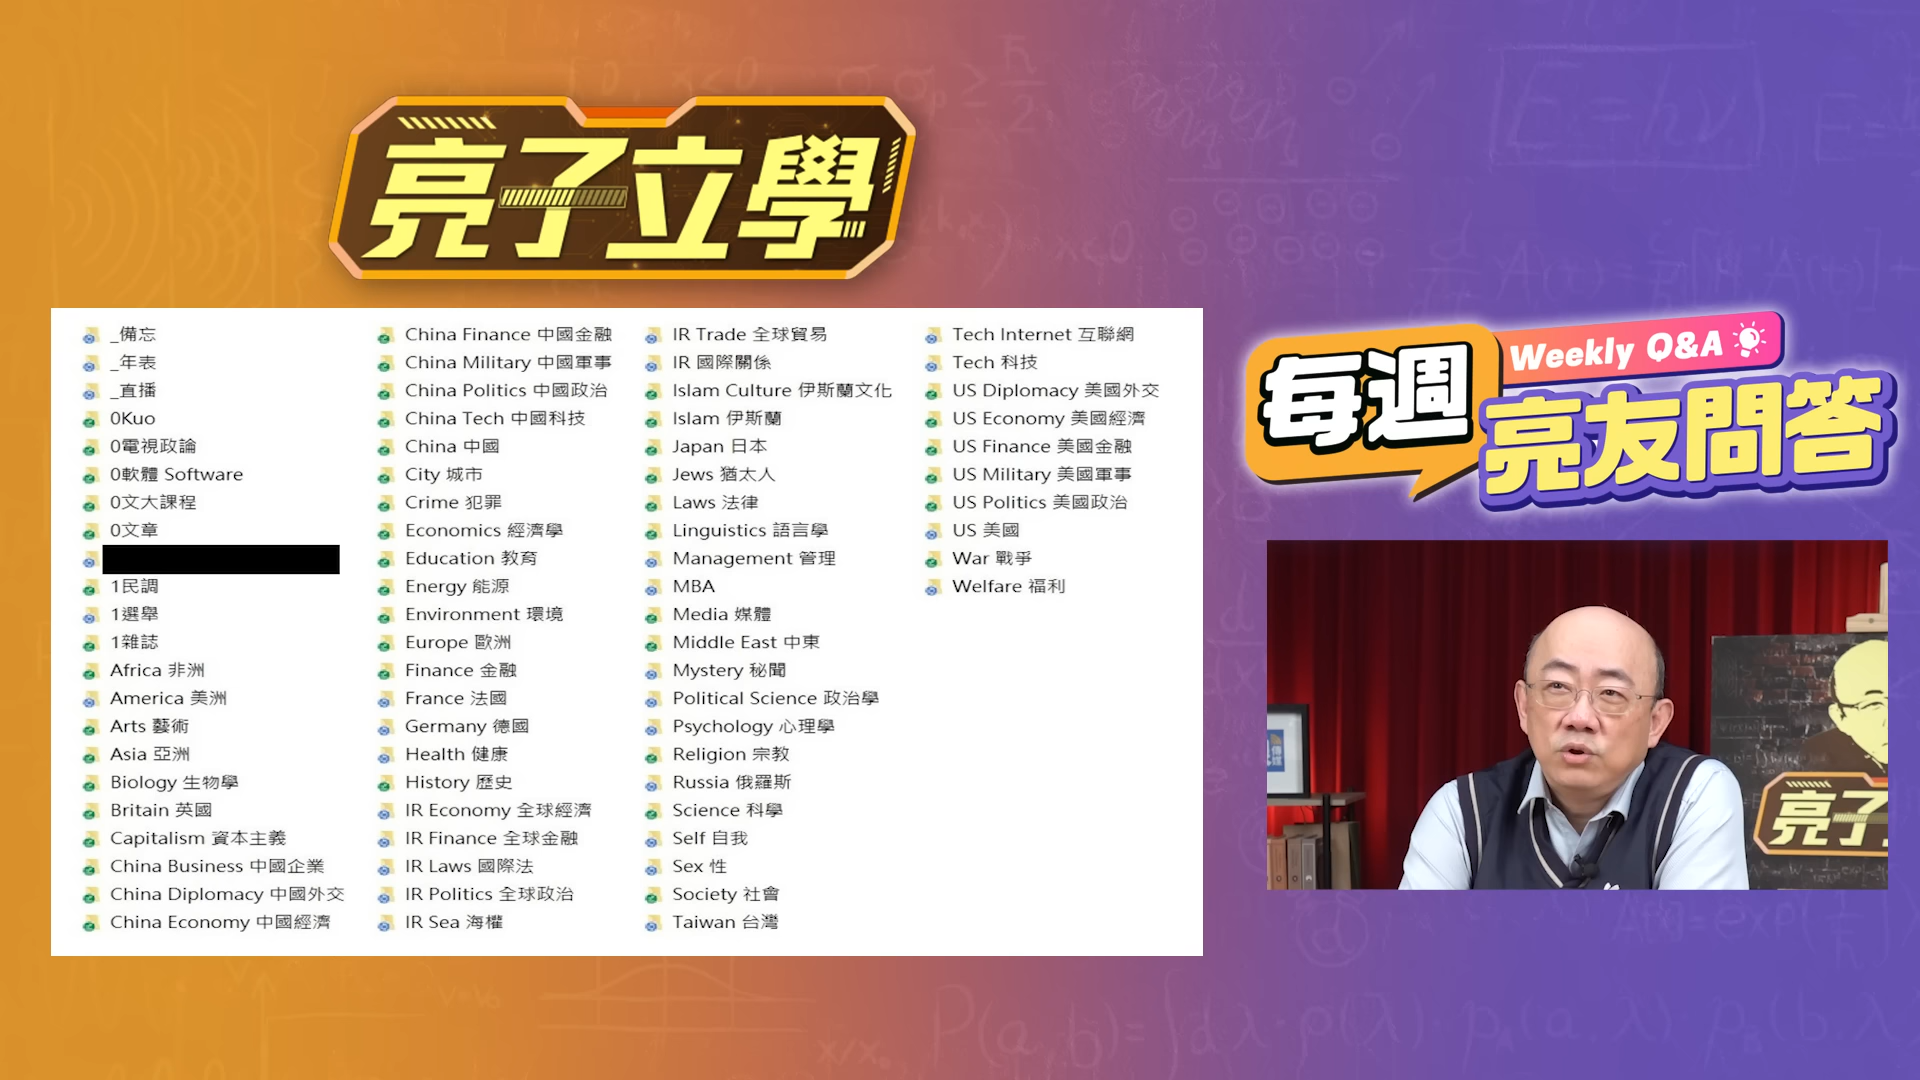 亮了立學
_備忘
_年表
_直播
0Kuo
0電視政論
0軟體 Software
0文大課程
0文章
1民調
1選舉
1雜誌
Africa 非洲
America 美洲
Arts 藝術
Asia 亞洲
Biology 生物學
Britain 英國
Capitalism 資本主義
China Business 中國企業
China Diplomacy 中國外交
China Economy 中國經濟
China Finance 中國金融
China Military 中國軍事
China Politics 中國政治
China Tech 中國科技
China 中國
City 城市
Crime 犯罪
Economics 經濟學
Education 教育
Energy 能源
Environment 環境
Europe 歐洲
Finance 金融
France 法國
Germany 德國
Health 健康
History 歷史
IR Economy 全球經濟
IR Finance 全球金融
IR Laws 國際法
IR Politics 全球政治
IR Sea 海權
IR Trade 全球貿易
IR 國際關係
Islam Culture 伊斯蘭文化
Islam 伊斯蘭
Japan 日本
Jews 猶太人
Laws 法律
Linguistics 語言學
Management 管理
MBA
Media 媒體
Middle East 中東
Mystery 秘聞
Political Science 政治學
Psychology 心理學
Religion 宗教
Russia 俄羅斯
Science 科學
Self 自我
Sex 性
Society 社會
Taiwan 台灣
Tech Internet 互聯網
Tech 科技
US Diplomacy 美國外交
US Economy 美國經濟
US Finance 美國金融
US Military 美國軍事
US Politics 美國政治
US 美國
War 戰爭
Welfare 福利
Weekly Q&A
每週
亮友問答
亮了